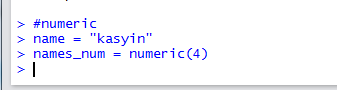 > #numeric
> name = "kasyin"
> names_num = numeric(4)
>